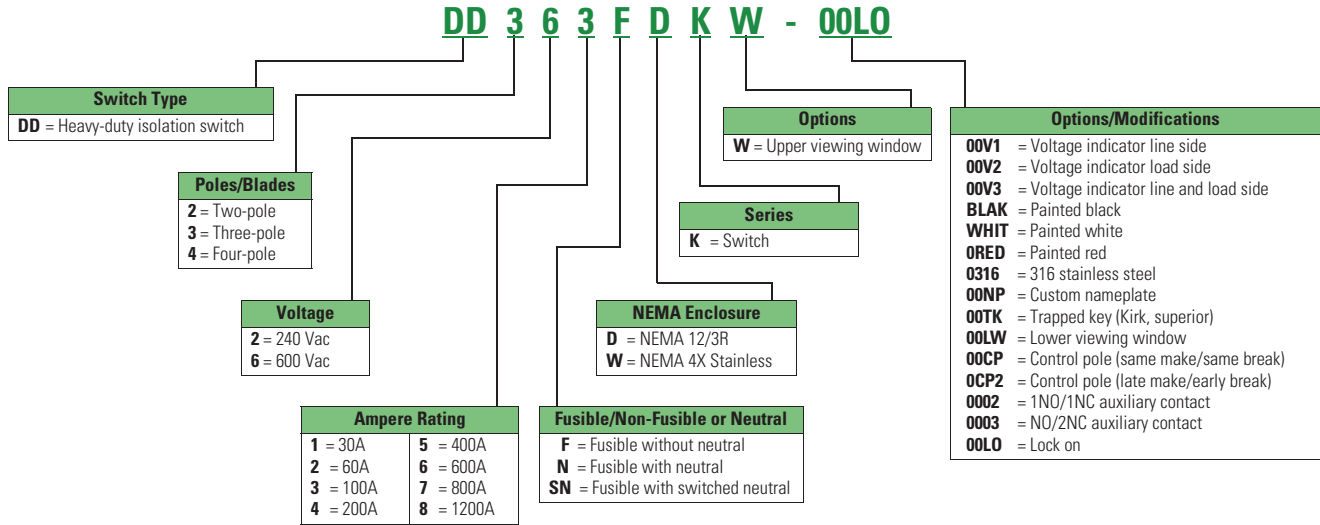 DD 3 6 3 F D K W - 00LO
Switch Type
DD = Heavy-duty isolation switch
Poles/Blades
2 = Two-pole
3 = Three-pole
4 = Four-pole
Voltage
2 = 240 Vac
6 = 600 Vac
Ampere Rating
1 = 30A
2 = 60A
3 = 100A
4 = 200A
5 = 400A
6 = 600A
7 = 800A
8 = 1200A
Fusible/Non-Fusible or Neutral
F = Fusible without neutral
N = Fusible with neutral
SN = Fusible with switched neutral
NEMA Enclosure
D = NEMA 12/3R
W = NEMA 4X Stainless
Series
K = Switch
Options
W = Upper viewing window
Options/Modifications
00V1 = Voltage indicator line side
00V2 = Voltage indicator load side
00V3 = Voltage indicator line and load side
BLAK = Painted black
WHIT = Painted white
0RED = Painted red
0316 = 316 stainless steel
00NP = Custom nameplate
00TK = Trapped key (Kirk, superior)
00LW = Lower viewing window
00CP = Control pole (same make/same break)
0CP2 = Control pole (late make/early break)
0002 = 1NO/1NC auxiliary contact
0003 = NO/2NC auxiliary contact
00LO = Lock on